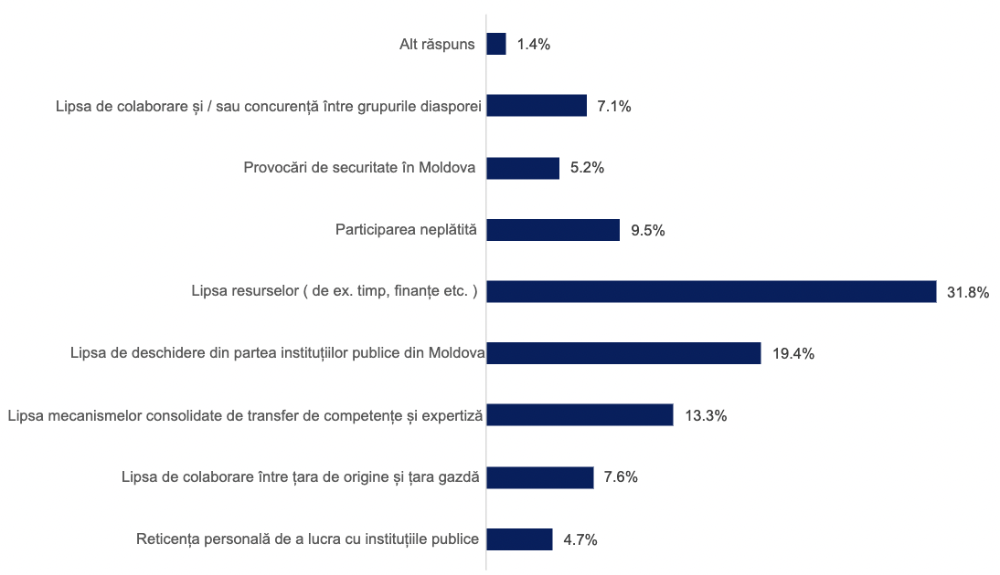 Alt răspuns 1.4%
Lipsa de colaborare și / sau concurență între grupurile diasporei 7.1%
Provocări de securitate în Moldova 5.2%
Participarea neplătită 9.5%
Lipsa resurselor ( de ex. timp, finanțe etc. ) 31.8%
Lipsa de deschidere din partea instituțiilor publice din Moldova 19.4%
Lipsa mecanismelor consolidate de transfer de competențe și expertiză 13.3%
Lipsa de colaborare între țara de origine și țara gazdă 7.6%
Reticența personală de a lucra cu instituțiile publice 4.7%